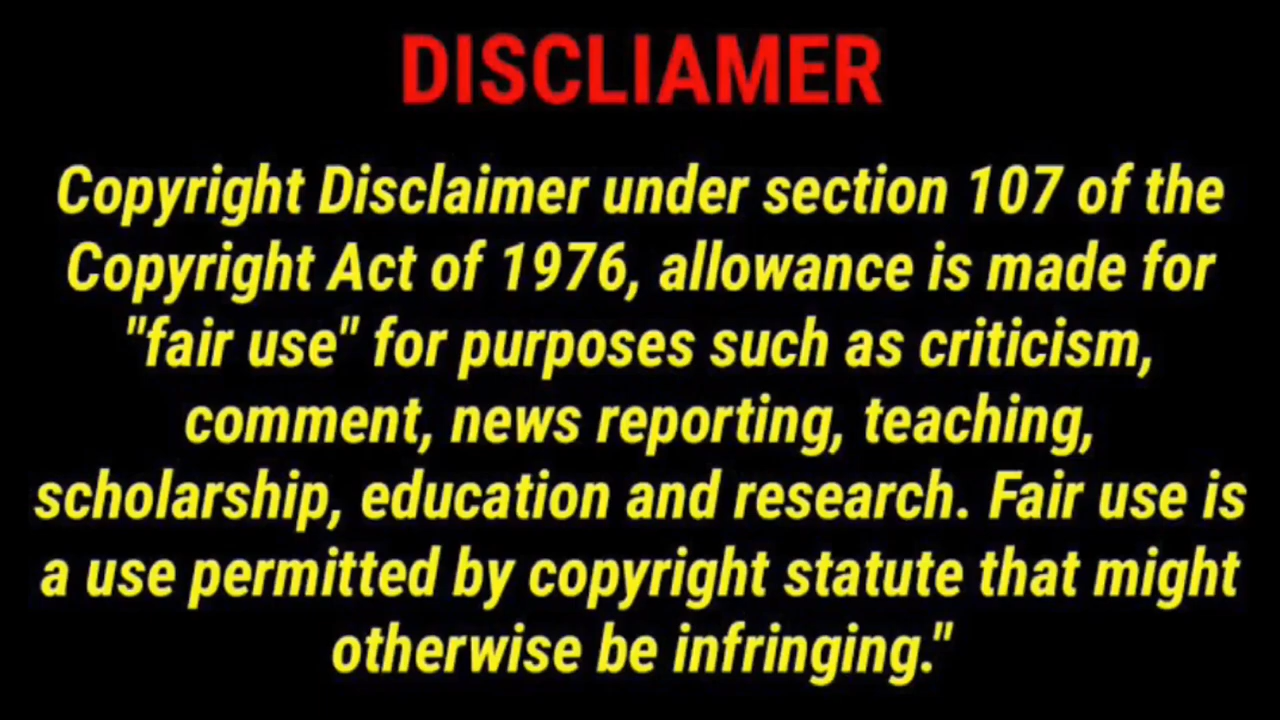 DISCLIAMER
Copyright Disclaimer under section 107 of the
Copyright Act of 1976, allowance is made for
"fair use" for purposes such as criticism,
comment, news reporting, teaching,
scholarship, education and research. Fair use is
a use permitted by copyright statute that might
otherwise be infringing."